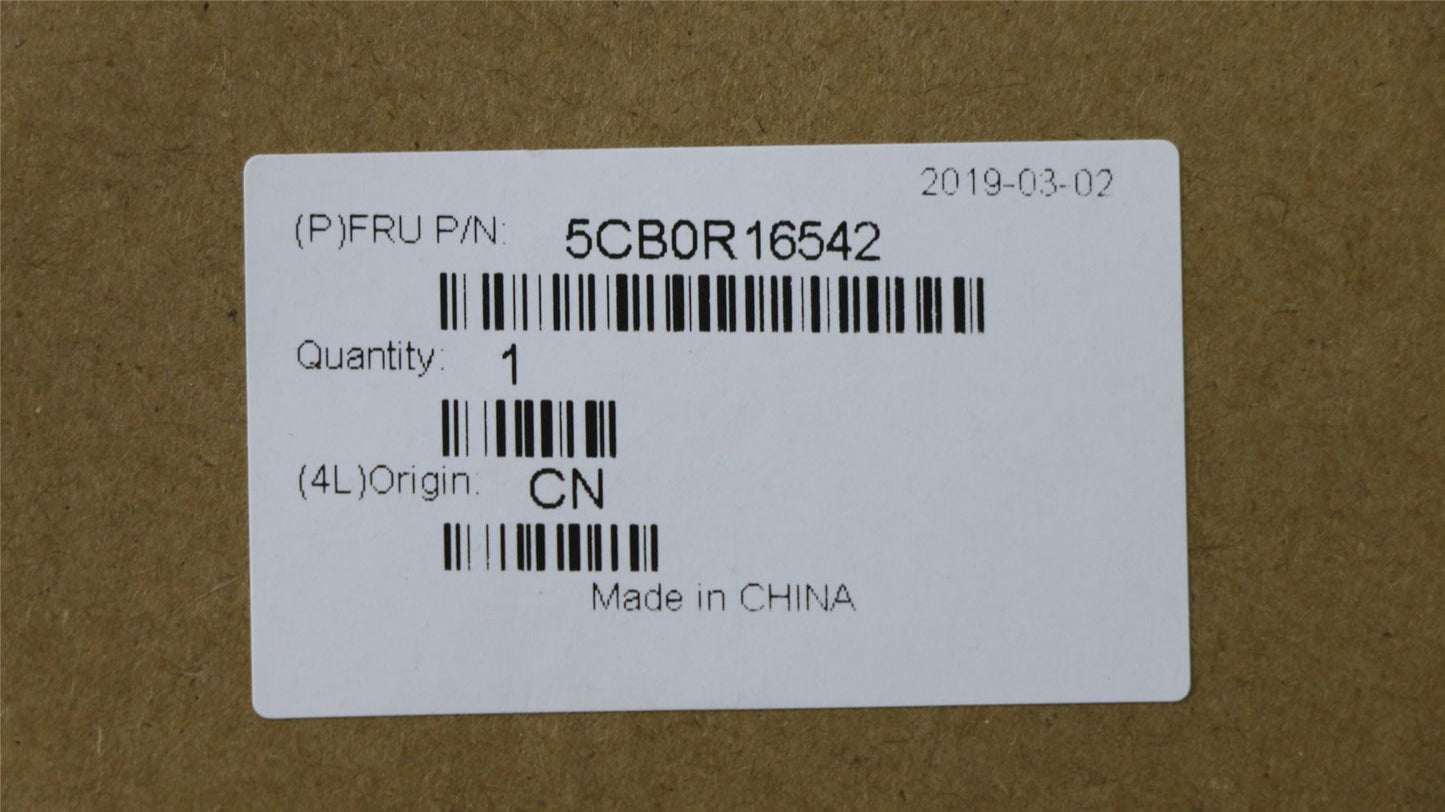 2019-03-02
(P)FRU P/N: 5CB0R16542
Quantity: 1
(4L)Origin: CN
Made in CHINA